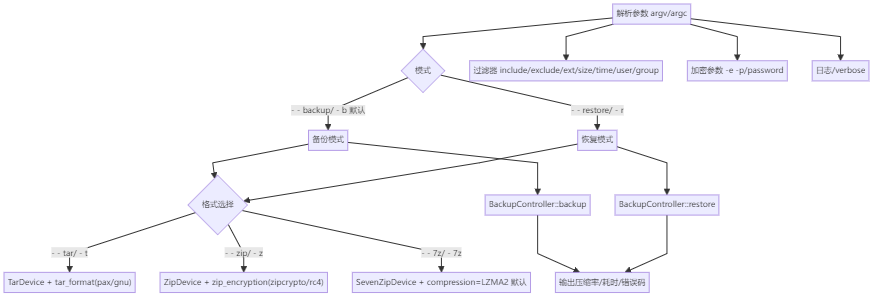 解析参数 argv/argc
模式
过滤器 include/exclude/ext/size/time/user/group
加密参数 -e -p/password
日志/verbose
- - backup/ - b 默认
- - restore/ - r
备份模式
恢复模式
格式选择
BackupController::backup
BackupController::restore
- - tar/ - t
- - zip/ - z
- - 7z/ - 7z
TarDevice + tar_format(pax/gnu)
ZipDevice + zip_encryption(zipcrypto/rc4)
SevenZipDevice + compression=LZMA2 默认
输出压缩率/耗时/错误码